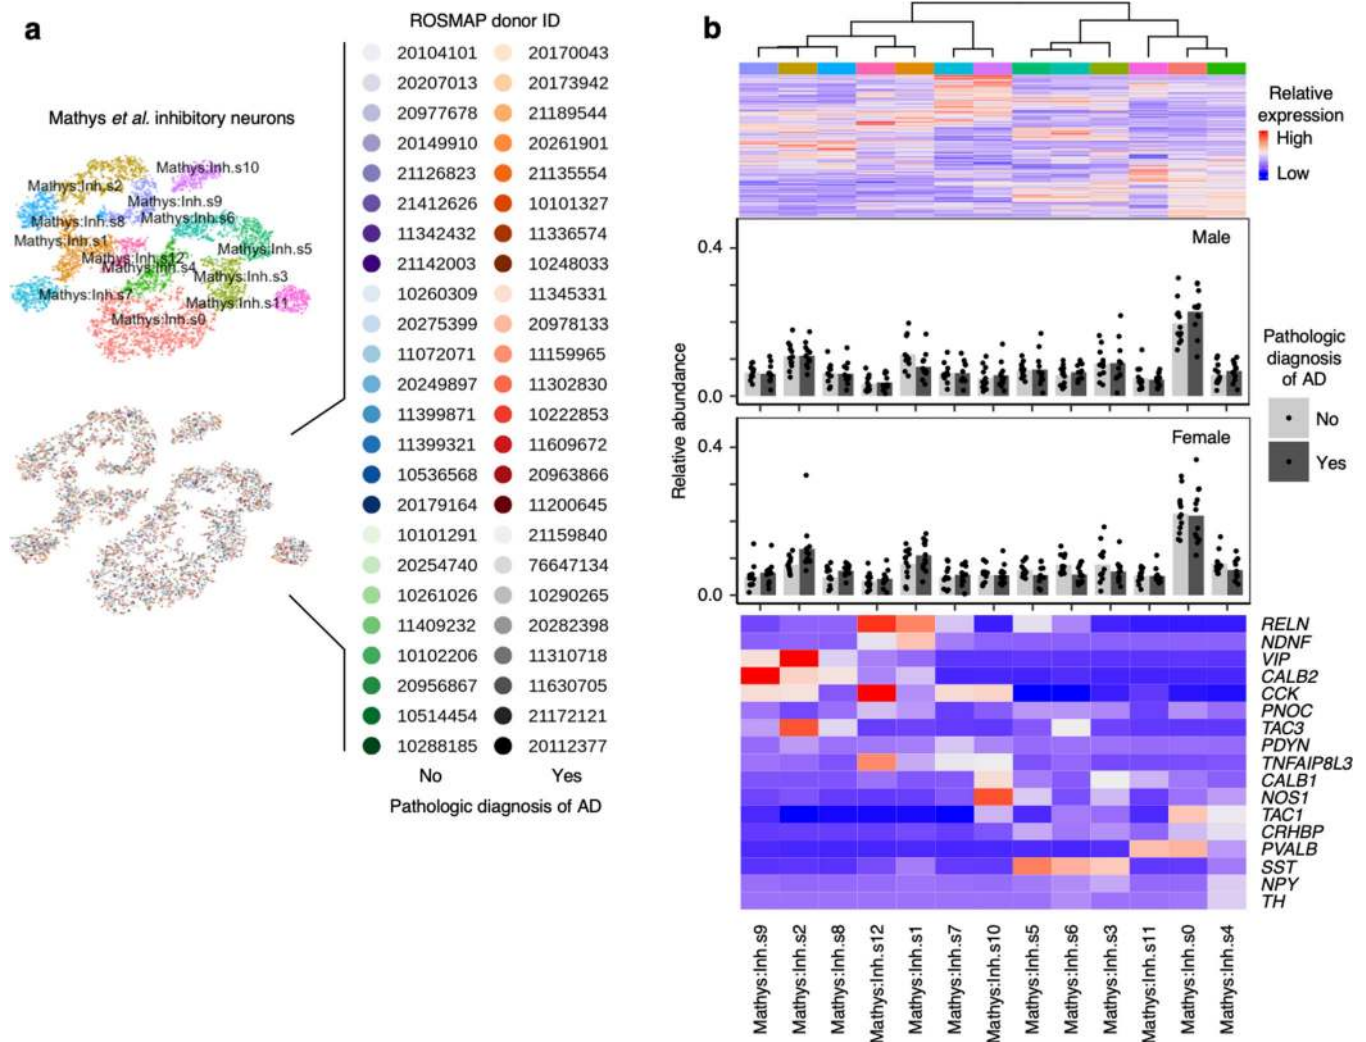 a
ROSMAP donor ID
Mathys et al. inhibitory neurons
Mathys:Inh.s10
Mathys:Inh.s2
Mathys:Inh.s9
Mathys:Inh.s6
Mathys:Inh.s8
Mathys:Inh.s1
Mathys:Inh.s5
Mathys:Inh.s12
Mathys:Inh.s4
Mathys:Inh.s3
Mathys:Inh.s7
Mathys:Inh.s11
Mathys:Inh.s0
20104101 20170043
20207013 20173942
20977678 21189544
20149910 20261901
21126823 21135554
21412626 10101327
11342432 11336574
21142003 10248033
10260309 11345331
20275399 20978133
11072071 11159965
20249897 11302830
11399871 10222853
11399321 11609672
10536568 20963866
20179164 11200645
10101291 21159840
20254740 76647134
10261026 10290265
11409232 20282398
10102206 11310718
20956867 11630705
10514454 21172121
10288185 20112377
No Yes
Pathologic diagnosis of AD
b
Relative
expression
High
Low
Relative abundance
0.4
Male
0.0
0.4
Female
0.0
Pathologic
diagnosis
of AD
No
Yes
RELN
NDNF
VIP
CALB2
CCK
PNOC
TAC3
PDYN
TNFAIP8L3
CALB1
NOS1
TAC1
CRHBP
PVALB
SST
NPY
TH
Mathys:Inh.s9
Mathys:Inh.s2
Mathys:Inh.s8
Mathys:Inh.s12
Mathys:Inh.s1
Mathys:Inh.s7
Mathys:Inh.s10
Mathys:Inh.s5
Mathys:Inh.s6
Mathys:Inh.s3
Mathys:Inh.s11
Mathys:Inh.s0
Mathys:Inh.s4